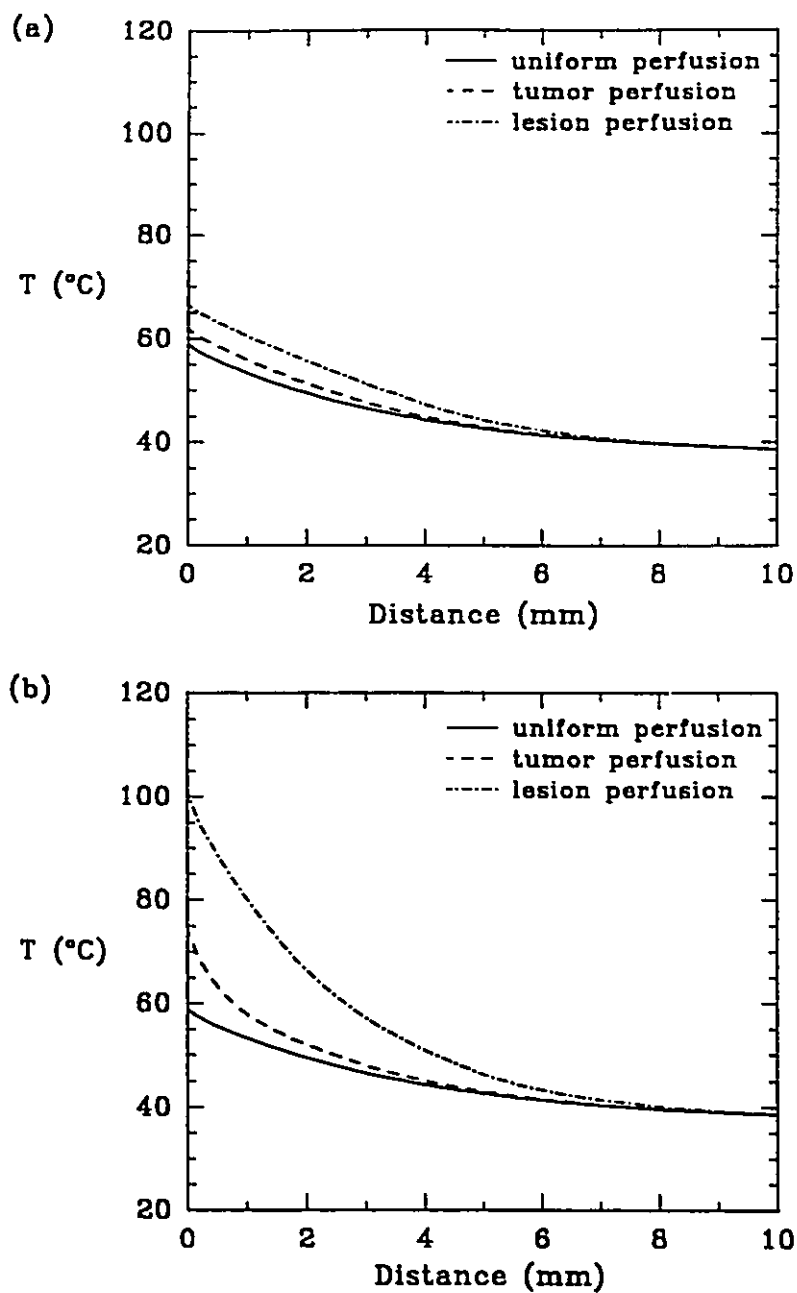 (a)
120
100
80
T (°C)
60
40
20
uniform perfusion
tumor perfusion
lesion perfusion
0 2 4 6 8 10
Distance (mm)
(b)
120
100
80
T (°C)
60
40
20
uniform perfusion
tumor perfusion
lesion perfusion
0 2 4 6 8 10
Distance (mm)